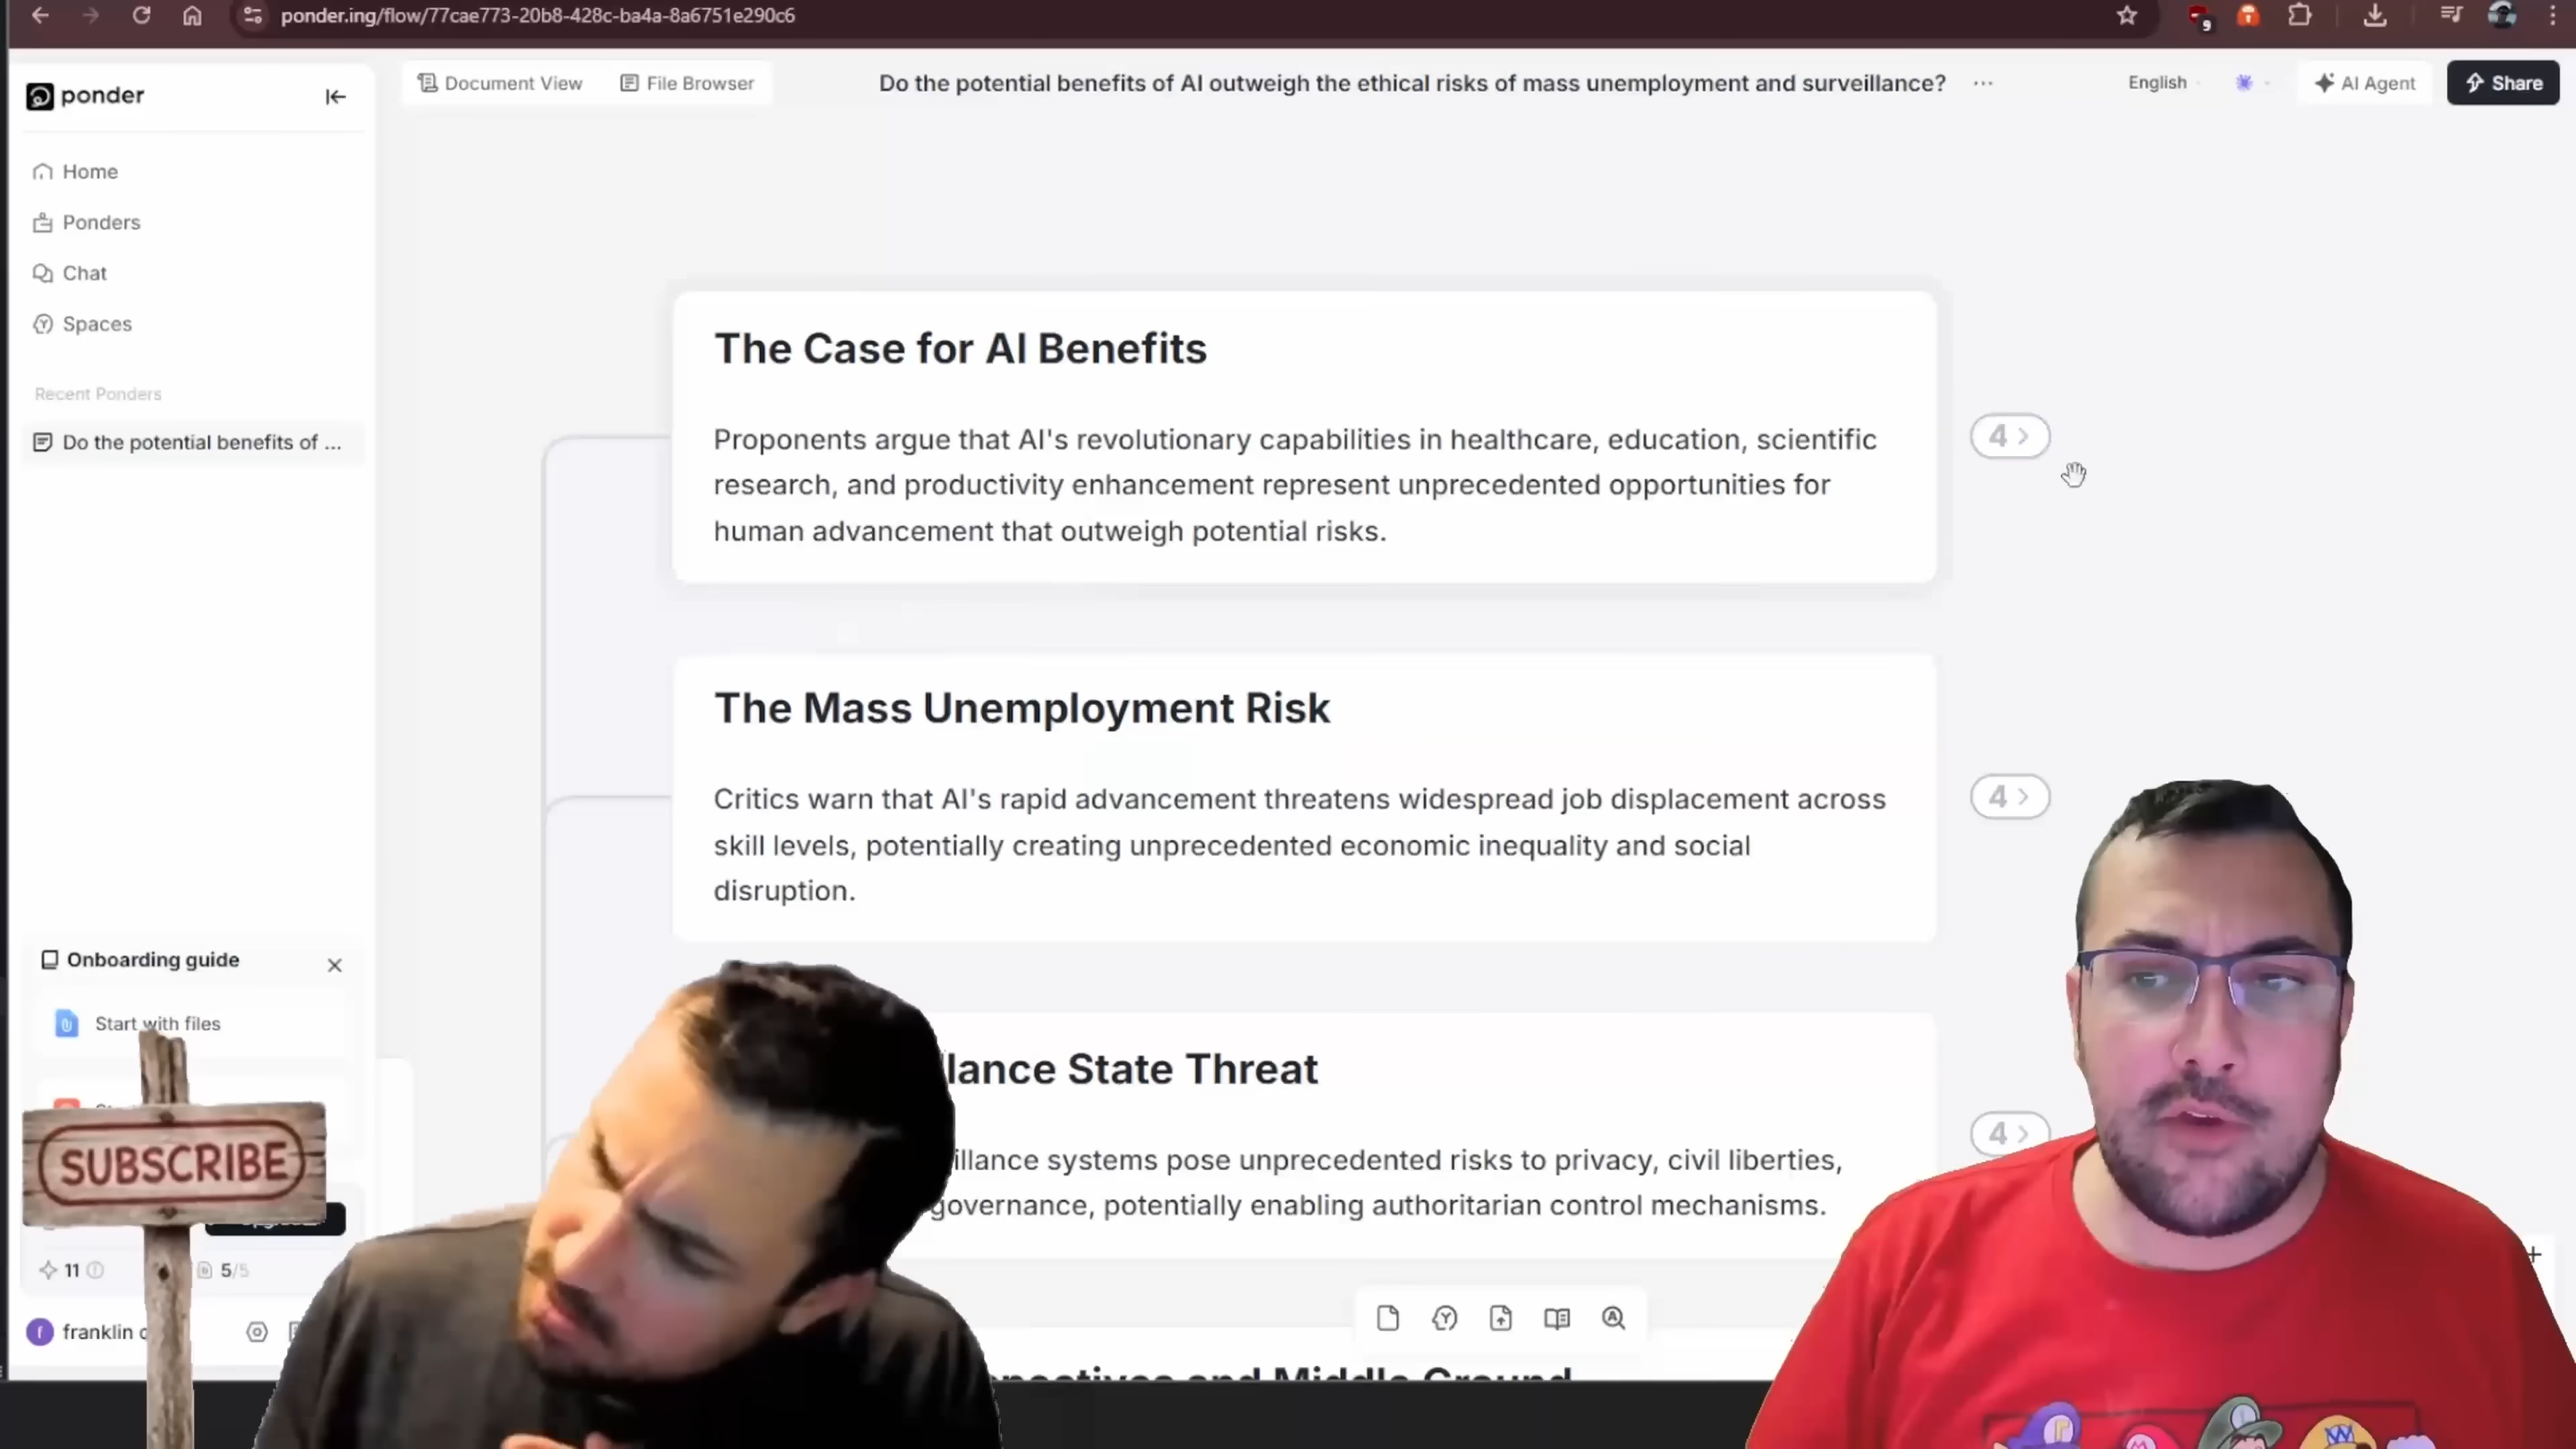 ponder.ing/flow/77cae773-20b8-428c-ba4a-8a6751e290c6
9
ponder
Document View
File Browser
Do the potential benefits of AI outweigh the ethical risks of mass unemployment and surveillance?
English
AI Agent
Share
Home
Ponders
Chat
Spaces
Recent Ponders
Do the potential benefits of ...
The Case for AI Benefits
Proponents argue that AI's revolutionary capabilities in healthcare, education, scientific
research, and productivity enhancement represent unprecedented opportunities for
human advancement that outweigh potential risks.
4 >
The Mass Unemployment Risk
Critics warn that AI's rapid advancement threatens widespread job displacement across
skill levels, potentially creating unprecedented economic inequality and social
disruption.
4 >
lance State Threat
illance systems pose unprecedented risks to privacy, civil liberties,
governance, potentially enabling authoritarian control mechanisms.
4 >
and Middle Ground
Onboarding guide
Start with files
SUBSCRIBE
11
5/5
franklin